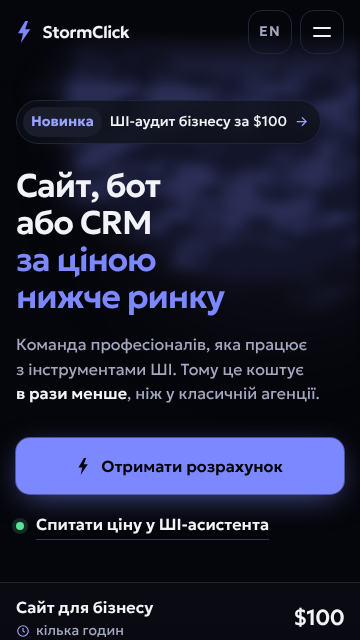 StormClick
EN
Новинка ШІ-аудит бізнесу за $100 →
Сайт, бот
або CRM
за ціною
нижче ринку
Команда професіоналів, яка працює
з інструментами ШІ. Тому це коштує
в рази менше, ніж у класичній агенції.
Отримати розрахунок
Спитати ціну у ШІ-асистента
Сайт для бізнесу
$100
кілька годин